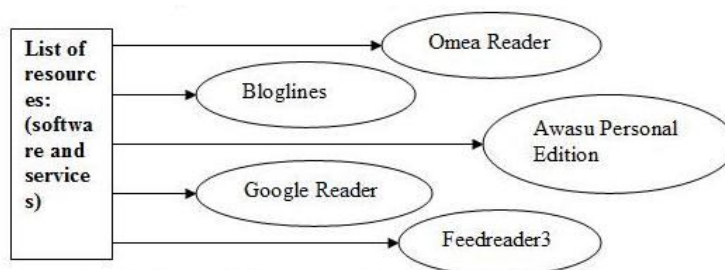 List of
resourc
es:
(softwa
re and
service
s)
Omea Reader
Bloglines
Awasu Personal
Edition
Google Reader
Feedreader3